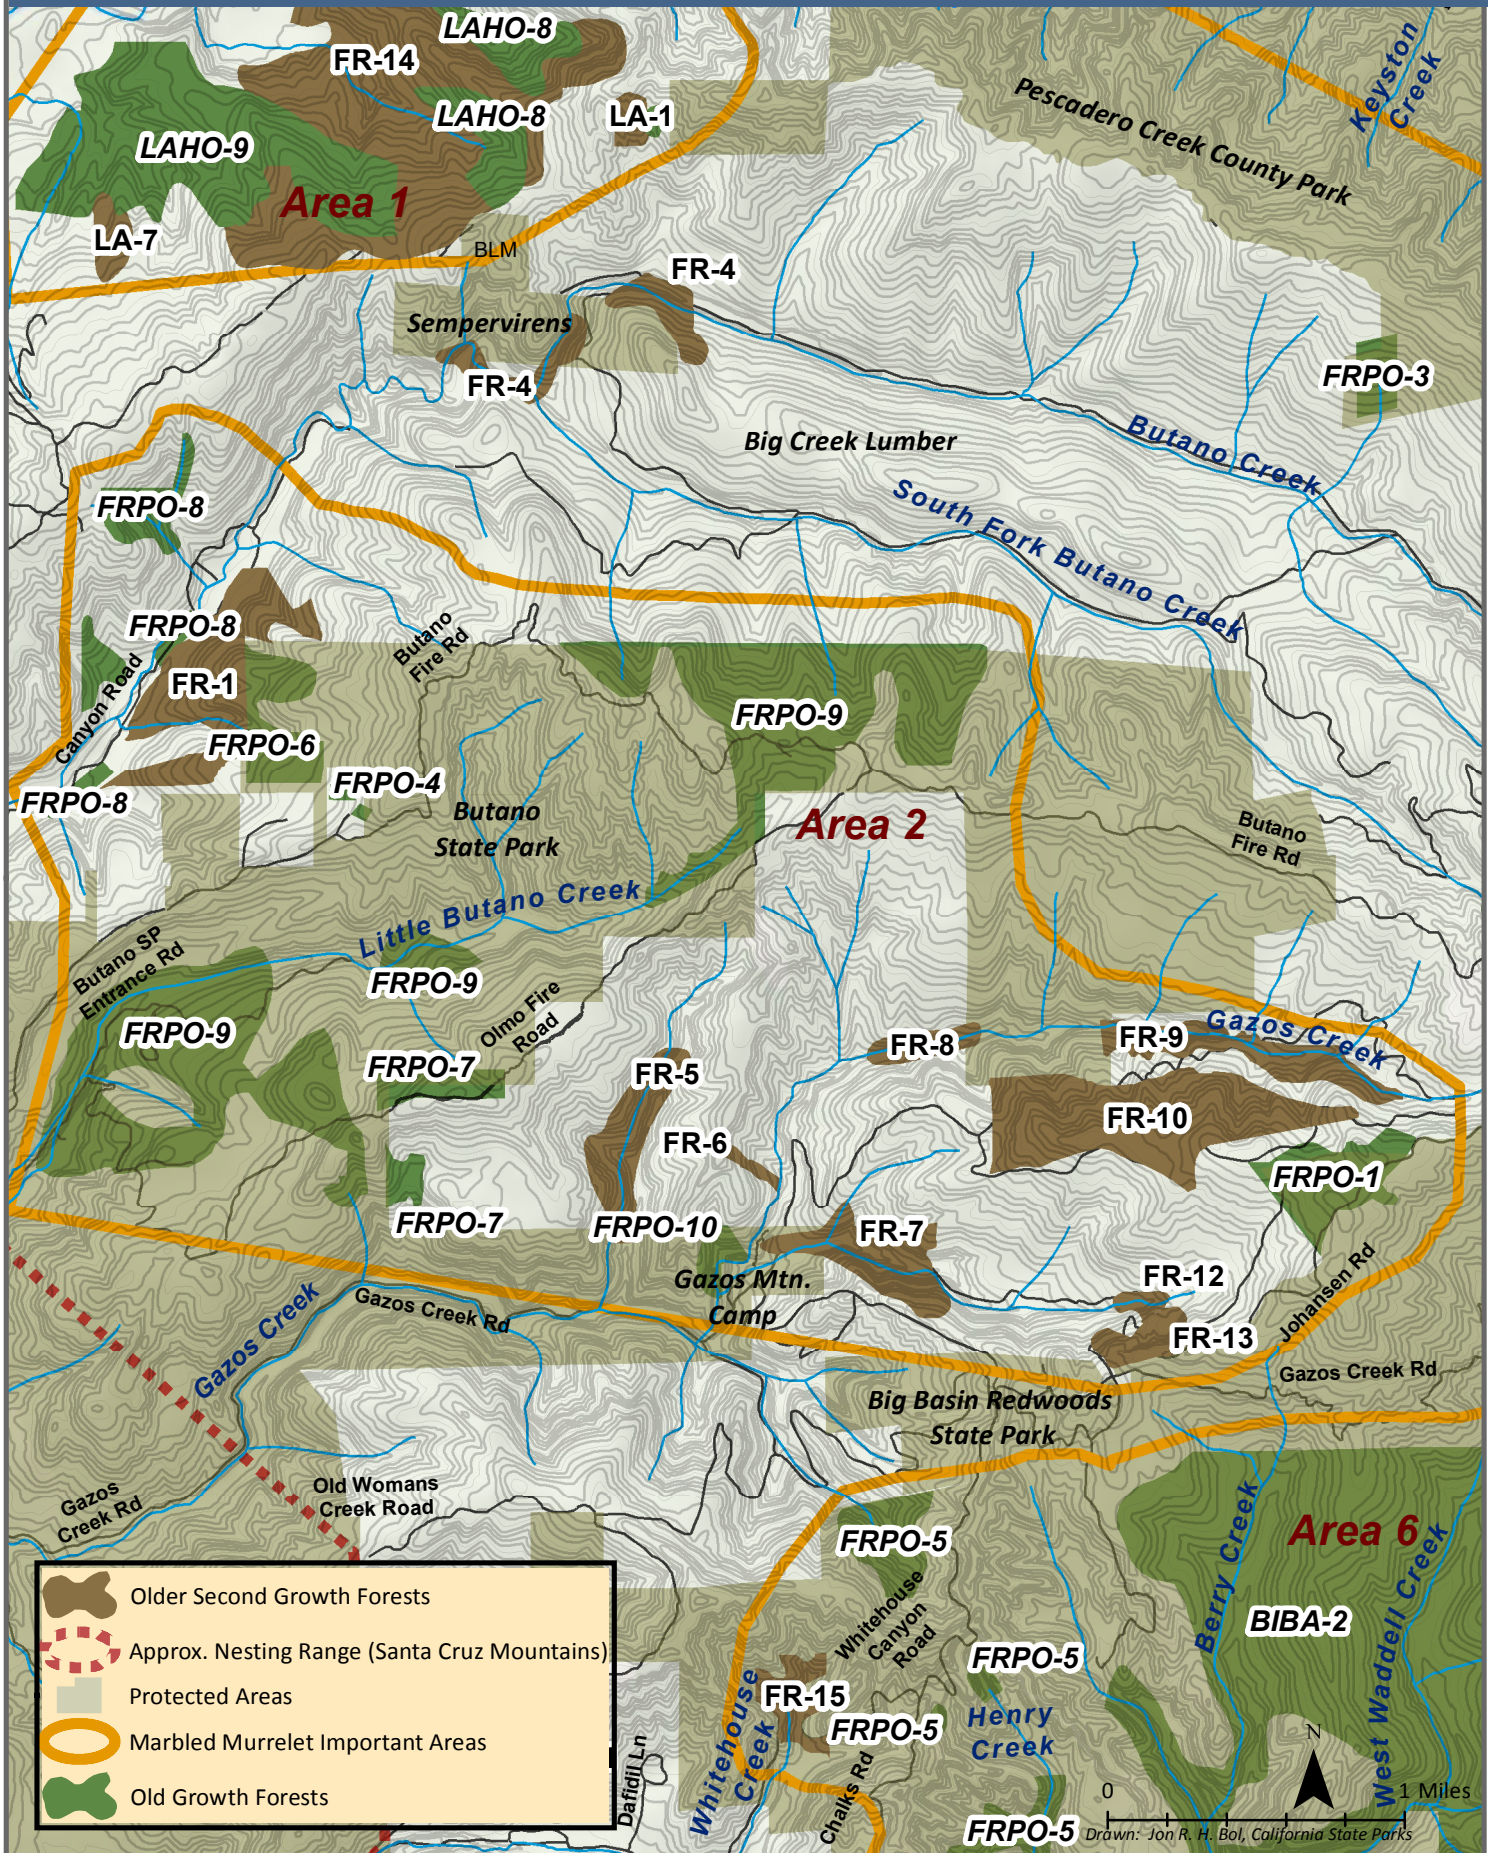 LAHO-8
FR-14
Keyston
Creek
LAHO-8
LA-1
Pescadero Creek County Park
LAHO-9
Area 1
LA-7
BLM
FR-4
Sempervirens
FR-4
FRPO-3
Big Creek Lumber
Butano Creek
FRPO-8
South Fork Butano Creek
FRPO-8
Butano
Fire Rd
FR-1
Canyon Road
FRPO-9
FRPO-6
FRPO-4
FRPO-8
Butano
State Park
Area 2
Butano
Fire Rd
Little Butano Creek
Butano SP
Entrance Rd
FRPO-9
FRPO-9
Olmo Fire
Road
FR-8
FR-9
Gazos Creek
FRPO-7
FR-5
FR-10
FR-6
FRPO-1
FRPO-7
FRPO-10
FR-7
Gazos Mtn.
Camp
FR-12
Gazos Creek
Gazos Creek Rd
Johansen Rd
FR-13
Gazos Creek Rd
Big Basin Redwoods
State Park
Gazos
Creek Rd
Old Womans
Creek Road
FRPO-5
Area 6
Berry Creek
West Waddell Creek
Whitehouse
Canyon
Road
BIBA-2
FRPO-5
Whitehouse
Creek
FR-15
FRPO-5
Henry
Creek
Dafidil Ln
Chalks Rd
FRPO-5
Older Second Growth Forests
Approx. Nesting Range (Santa Cruz Mountains)
Protected Areas
Marbled Murrelet Important Areas
Old Growth Forests
N
0 1 Miles
Drawn: Jon R. H. Bol, California State Parks